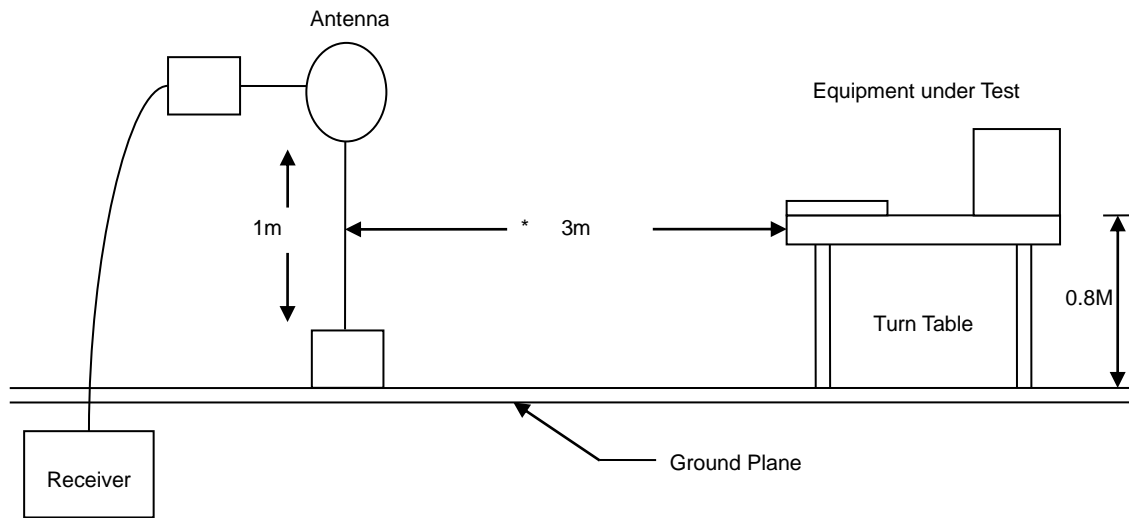 Antenna
Equipment under Test
1m
* 3m
0.8M
Turn Table
Ground Plane
Receiver